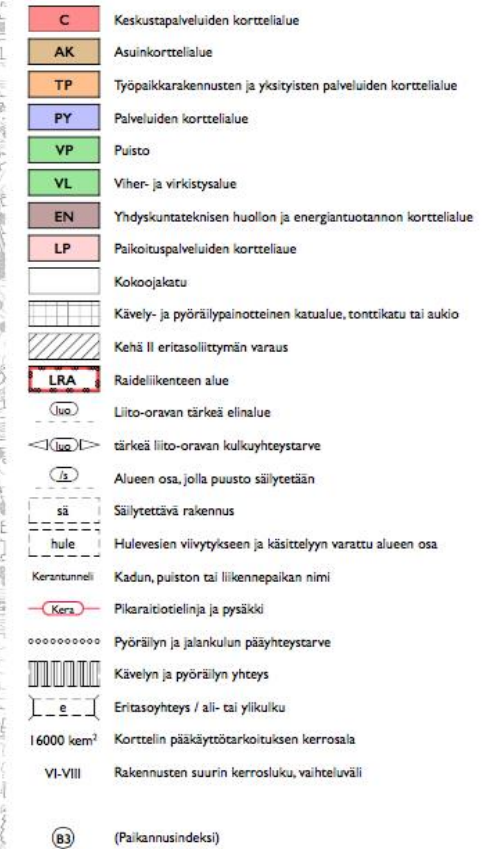 C Keskustapalveluiden korttelialue
AK Asuinkorttelialue
TP Työpaikkarakennusten ja yksityisten palveluiden korttelialue
PY Palveluiden korttelialue
VP Puisto
VL Viher- ja virkistysalue
EN Yhdyskuntateknisen huollon ja energiantuotannon korttelialue
LP Paikoituspalveluiden kortteliaue
Kokoojakatu
Kävely- ja pyöräilypainotteinen katualue, tonttikatu tai aukio
Kehä II eritasoliittymän varaus
LRA Raideliikenteen alue
luo Liito-oravan tärkeä elinalue
luo tärkeä liito-oravan kulkuyhteystarve
/s Alueen osa, jolla puusto säilytetään
sä Säilytettävä rakennus
hule Hulevesien viivytykseen ja käsittelyyn varattu alueen osa
Kerantunneli Kadun, puiston tai liikennepaikan nimi
Kera Pikaraitiotielinja ja pysäkki
Pyöräilyn ja jalankulun pääyhteystarve
Kävelyn ja pyöräilyn yhteys
e Eritasoyhteys / ali- tai ylikulku
16000 kem² Korttelin pääkäyttötarkoituksen kerrosala
VI-VIII Rakennusten suurin kerrosluku, vaihteluväli
B3 (Paikannusindeksi)